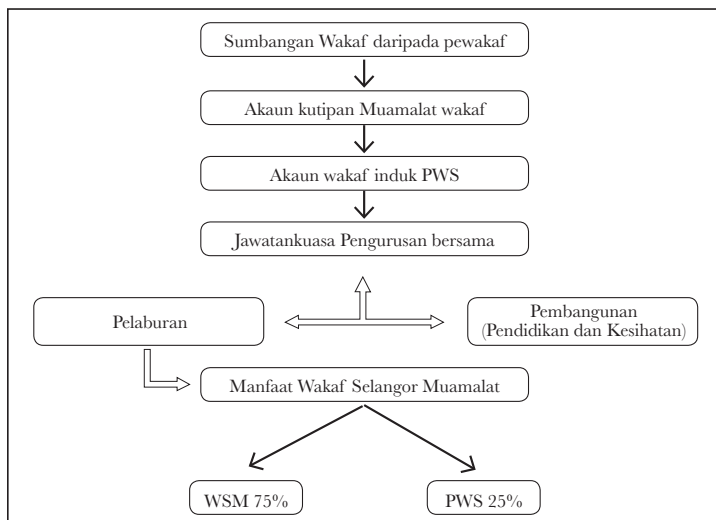 Sumbangan Wakaf daripada pewakaf
Akaun kutipan Muamalat wakaf
Akaun wakaf induk PWS
Jawatankuasa Pengurusan bersama
Pelaburan
Pembangunan
(Pendidikan dan Kesihatan)
Manfaat Wakaf Selangor Muamalat
WSM 75%
PWS 25%